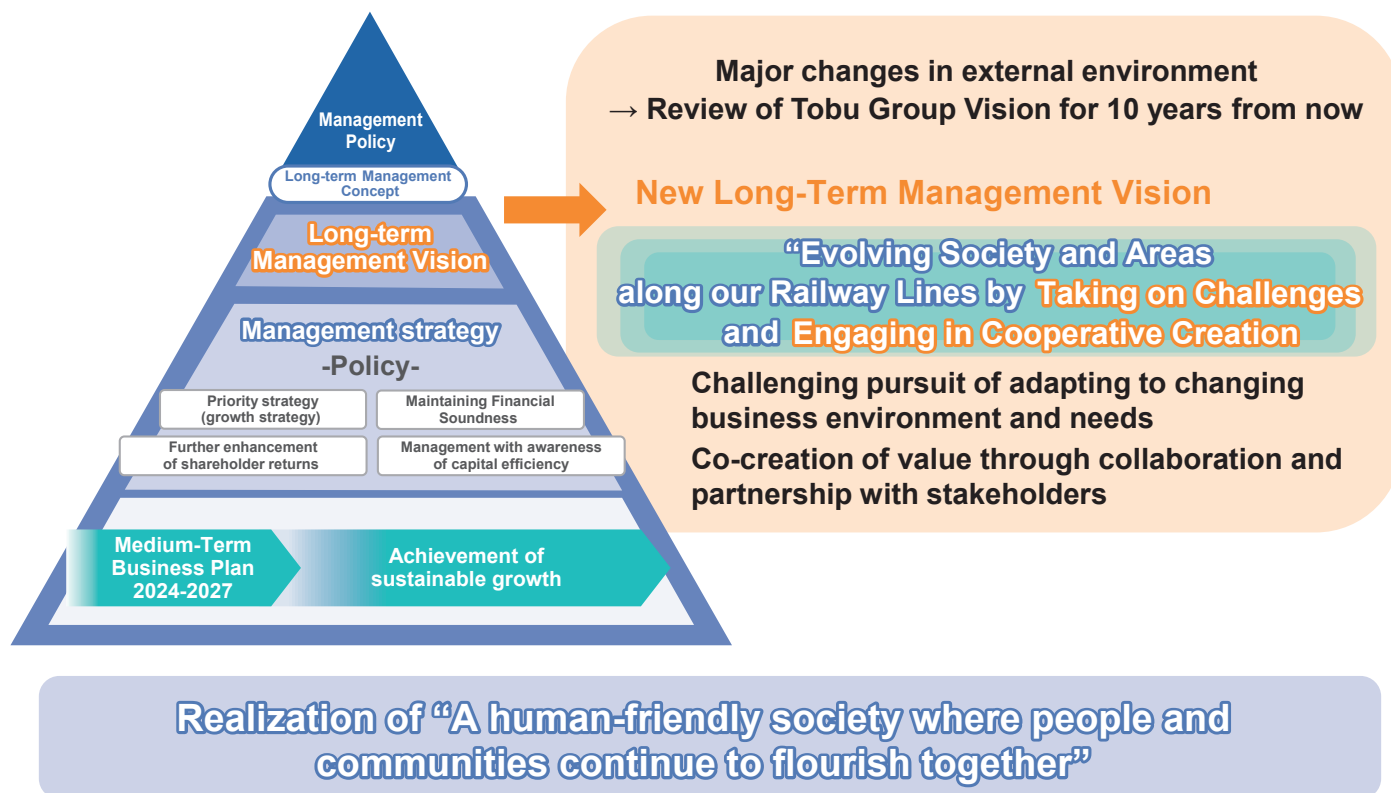 Management
Policy
Long-term Management
Concept
Long-term
Management Vision
Management strategy
-Policy-
Priority strategy
(growth strategy)
Maintaining Financial
Soundness
Further enhancement
of shareholder returns
Management with awareness
of capital efficiency
Medium-Term
Business Plan
2024-2027
Achievement of
sustainable growth
Major changes in external environment
→ Review of Tobu Group Vision for 10 years from now
New Long-Term Management Vision
“Evolving Society and Areas
along our Railway Lines by Taking on Challenges
and Engaging in Cooperative Creation
Challenging pursuit of adapting to changing
business environment and needs
Co-creation of value through collaboration and
partnership with stakeholders
Realization of “A human-friendly society where people and
communities continue to flourish together”